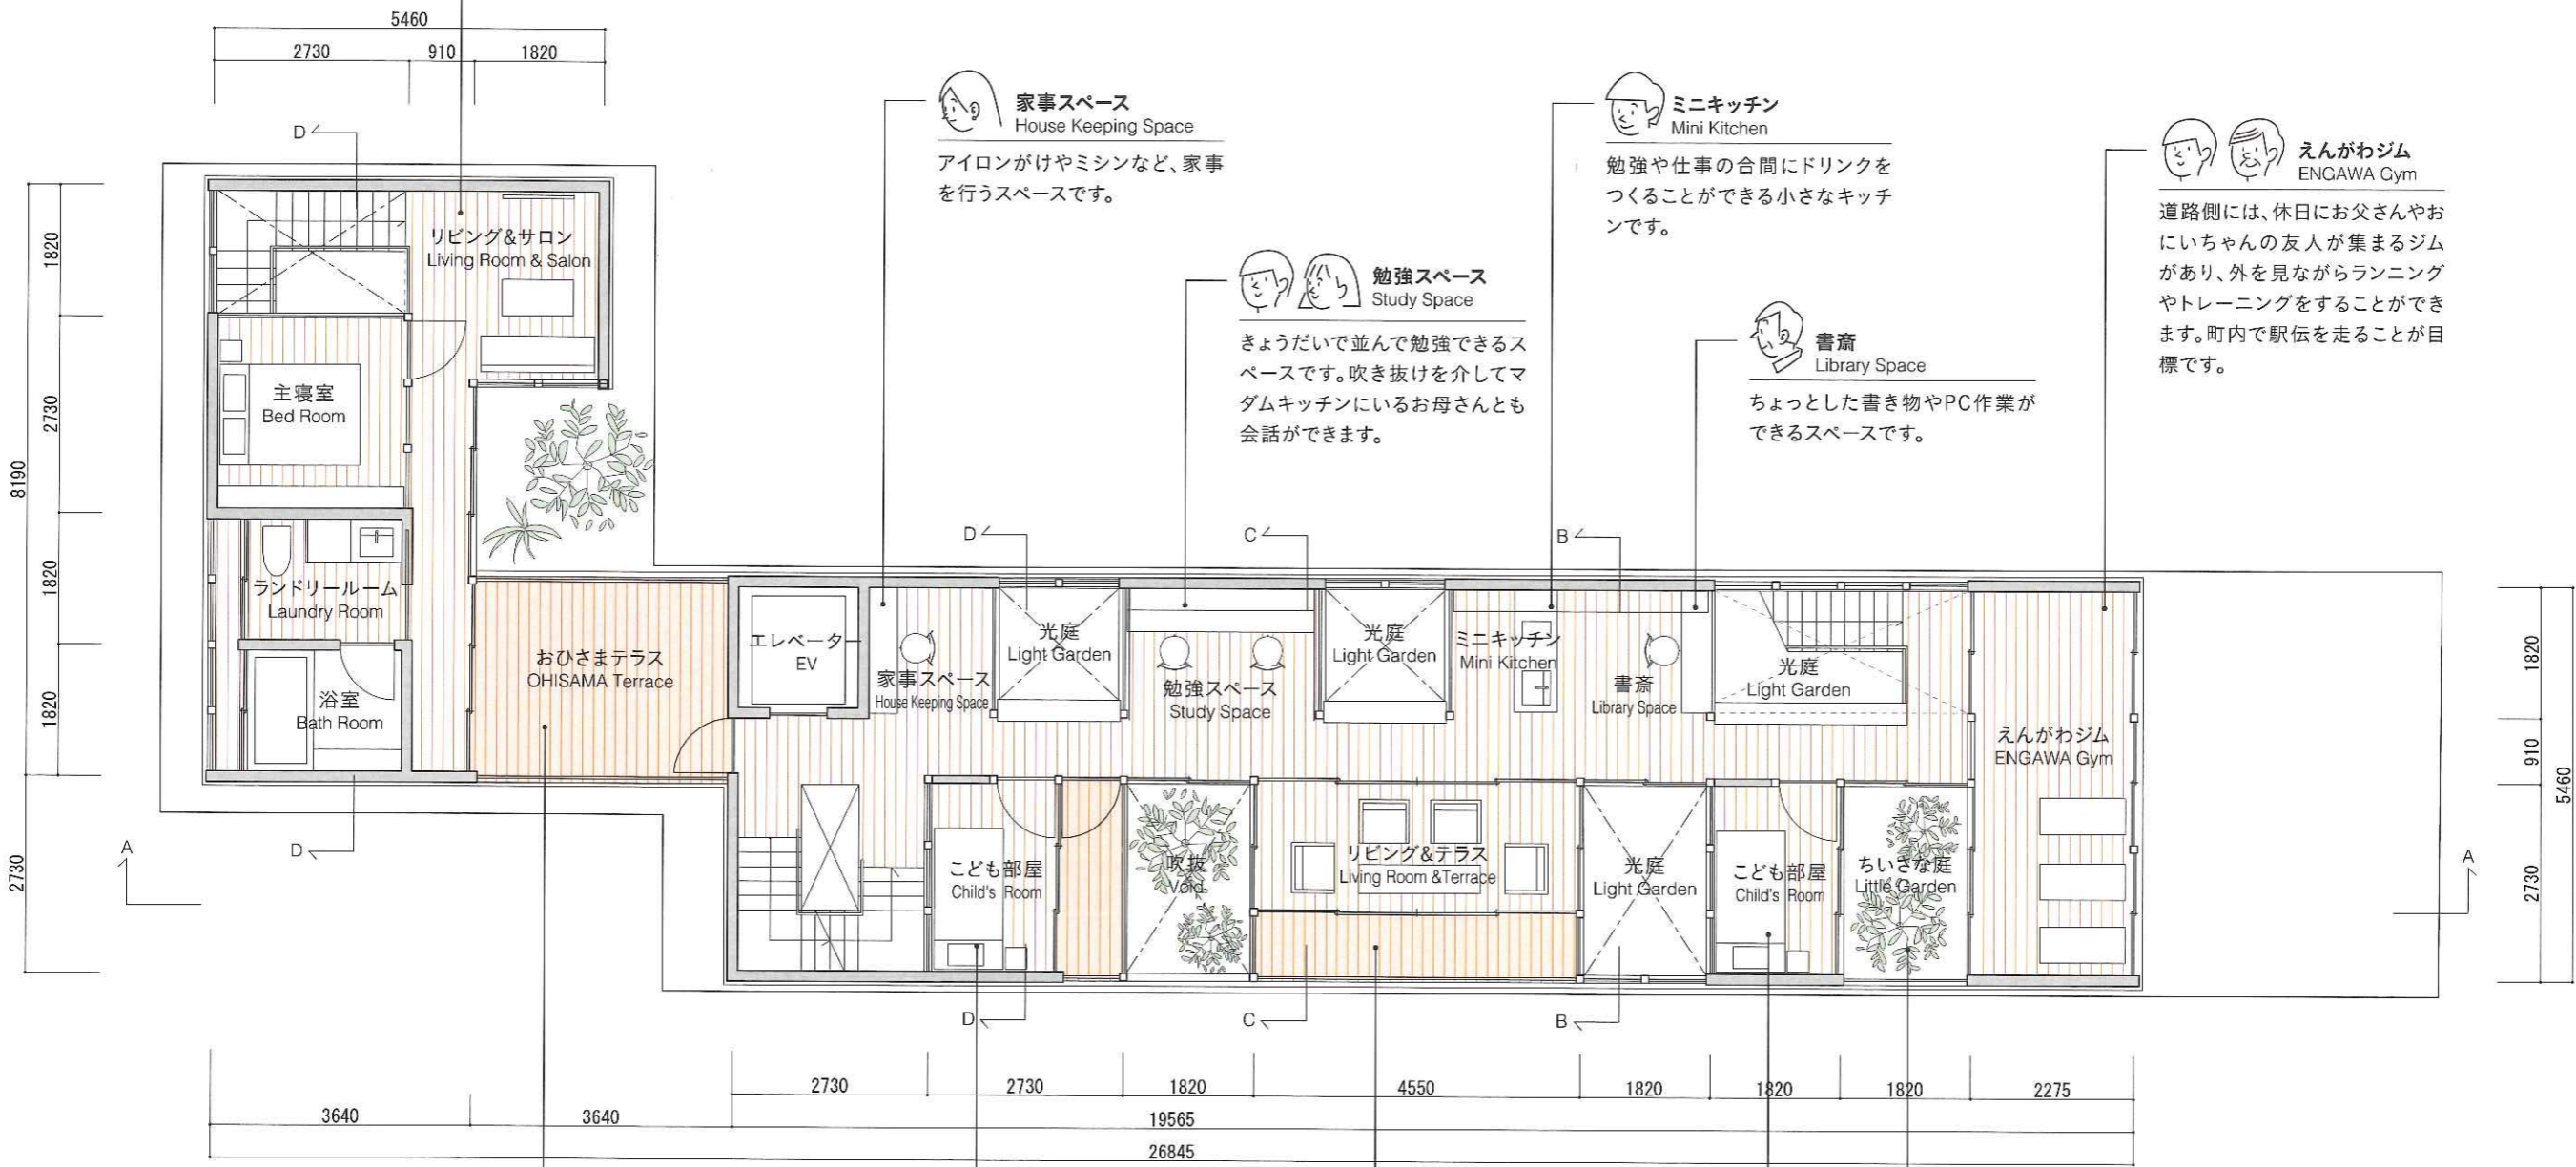 5460
2730
910
1820
D
家事スペース
House Keeping Space
アイロンがけやミシンなど、家事
を行うスペースです。
ミニキッチン
Mini Kitchen
勉強や仕事の合間にドリンクを
つくることができる小さなキッチ
ンです。
えんがわジム
ENGAWA Gym
道路側には、休日にお父さんやお
にいちゃんの友人が集まるジム
があり、外を見ながらランニング
やトレーニングをすることができ
ます。町内で駅伝を走ることが目
標です。
勉強スペース
Study Space
きょうだいで並んで勉強できるス
ペースです。吹き抜けを介してマ
ダムキッチンにいるお母さんとも
会話ができます。
書斎
Library Space
ちょっとした書き物やPC作業が
できるスペースです。
8190
2730
1820
2730
1820
1820
リビング&サロン
Living Room & Salon
主寝室
Bed Room
ランドリールーム
Laundry Room
浴室
Bath Room
おひさまテラス
OHISAMA Terrace
D
C
B
エレベーター
EV
家事スペース
House Keeping Space
光庭
Light Garden
勉強スペース
Study Space
光庭
Light Garden
ミニキッチン
Mini Kitchen
書斎
Library Space
光庭
Light Garden
えんがわジム
ENGAWA Gym
こども部屋
Child's Room
吹抜
Void
リビング&テラス
Living Room &Terrace
光庭
Light Garden
こども部屋
Child's Room
ちいさな庭
Little Garden
1820
910
2730
5460
A
D
A
D
C
B
2730
2730
1820
4550
1820
1820
1820
2275
3640
3640
19565
26845